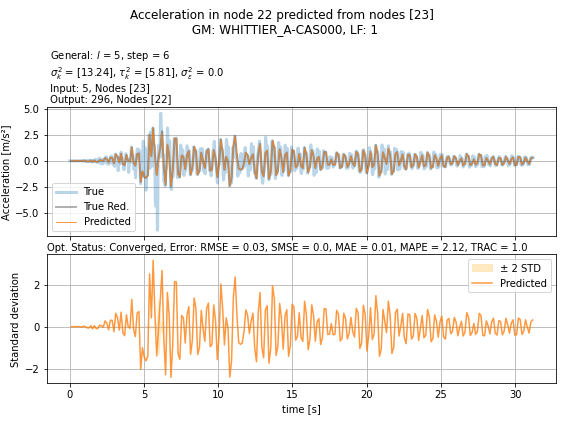 Acceleration in node 22 predicted from nodes [23]
GM: WHITTIER_A-CAS000, LF: 1
General: l = 5, step = 6
σ²ₖ = [13.24], τ²ₖ = [5.81], σ²ε = 0.0
Input: 5, Nodes [23]
Output: 296, Nodes [22]
Acceleration [m/s²]
5.0
2.5
0.0
−2.5
−5.0
True
True Red.
Predicted
Opt. Status: Converged, Error: RMSE = 0.03, SMSE = 0.0, MAE = 0.01, MAPE = 2.12, TRAC = 1.0
Standard deviation
2
0
−2
± 2 STD
Predicted
0 5 10 15 20 25 30
time [s]